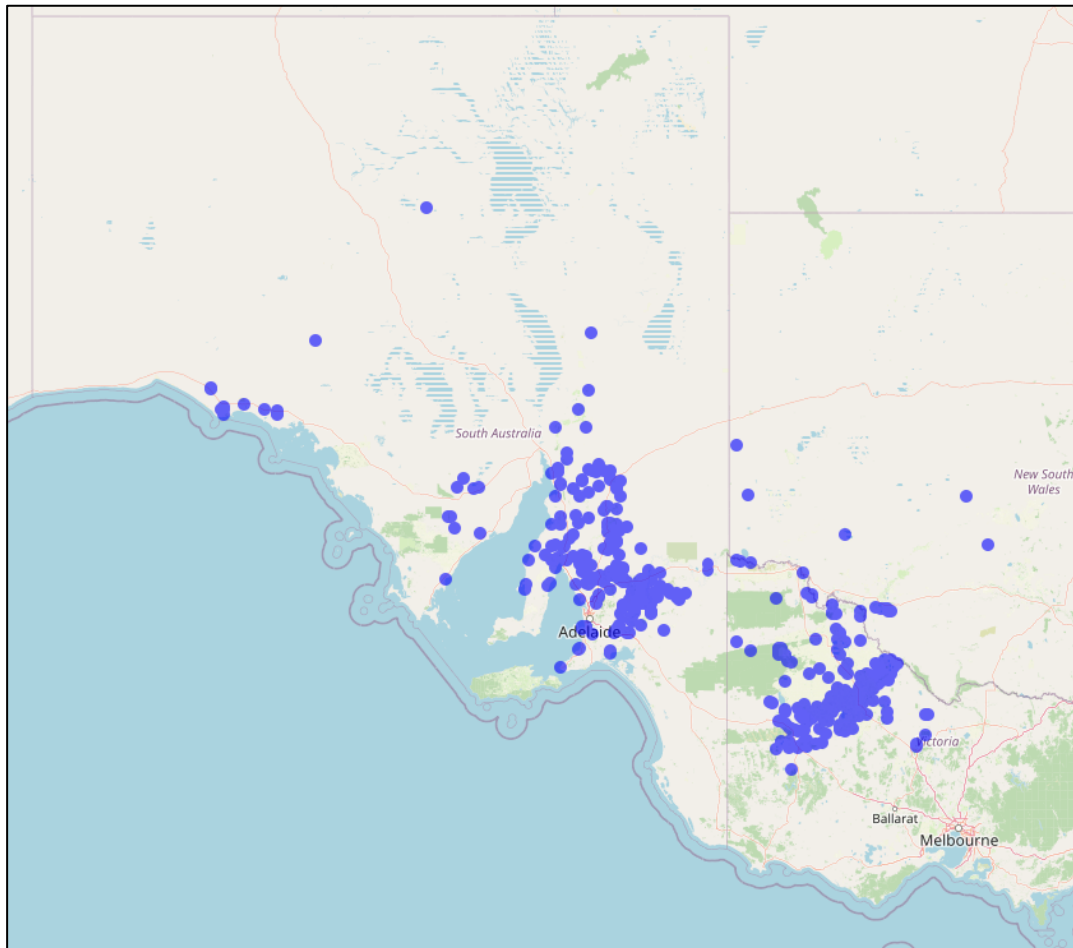 South Australia
New South
Wales
Adelaide
Victoria
Ballarat
Melbourne